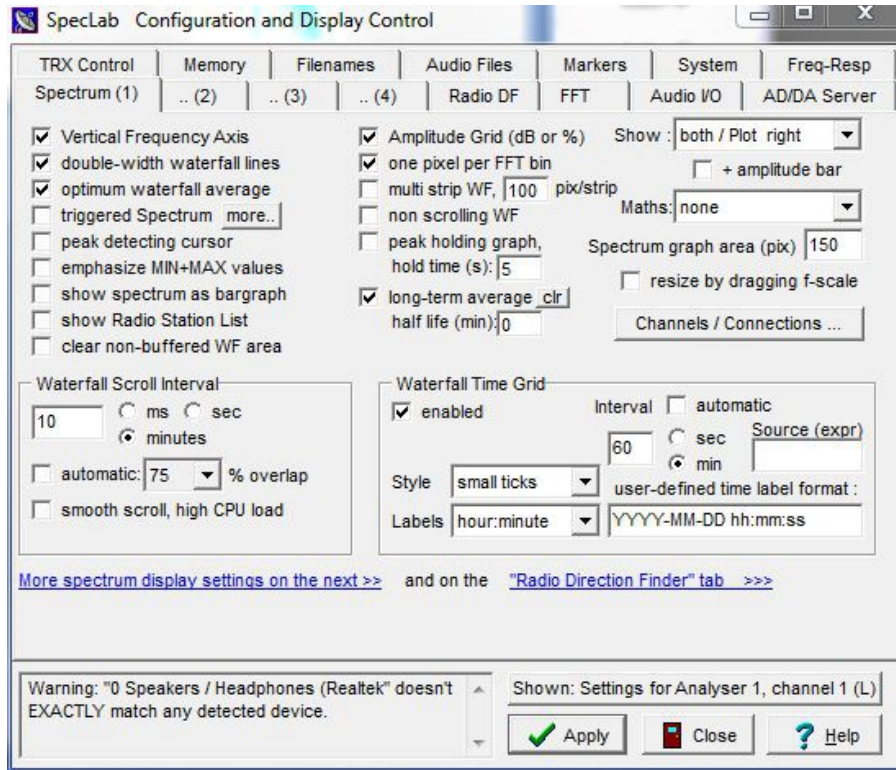 SpecLab Configuration and Display Control
TRX Control Memory Filenames Audio Files Markers System Freq-Resp
Spectrum (1) .. (2) .. (3) .. (4) Radio DF FFT Audio I/O AD/DA Server
Vertical Frequency Axis
double-width waterfall lines
optimum waterfall average
triggered Spectrum more..
peak detecting cursor
emphasize MIN+MAX values
show spectrum as bargraph
show Radio Station List
clear non-buffered WF area
Amplitude Grid (dB or %)
one pixel per FFT bin
multi strip WF, 100 pix/strip
non scrolling WF
peak holding graph,
hold time (s): 5
long-term average clr
half life (min): 0
Show : both / Plot right
+ amplitude bar
Maths: none
Spectrum graph area (pix) 150
resize by dragging f-scale
Channels / Connections ...
Waterfall Scroll Interval
10 ms sec
minutes
automatic: 75 % overlap
smooth scroll, high CPU load
Waterfall Time Grid
enabled Interval automatic
60 sec Source (expr)
min
Style small ticks user-defined time label format :
Labels hour:minute YYYY-MM-DD hh:mm:ss
More spectrum display settings on the next >> and on the "Radio Direction Finder" tab >>>
Warning: "0 Speakers / Headphones (Realtek" doesn't
EXACTLY match any detected device.
Shown: Settings for Analyser 1, channel 1 (L)
Apply Close Help